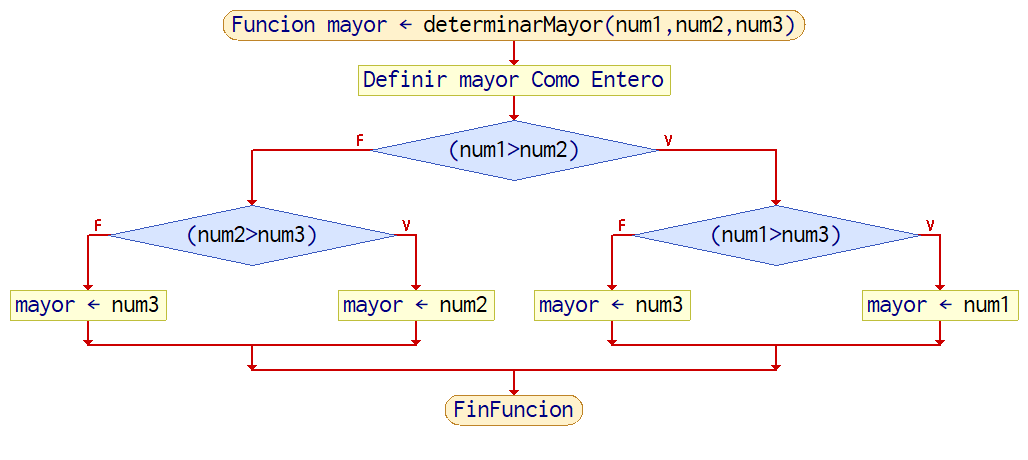 Funcion mayor ← determinarMayor(num1,num2,num3)
Definir mayor Como Entero
(num1>num2)
F
V
(num2>num3)
F
V
(num1>num3)
F
V
mayor ← num3
mayor ← num2
mayor ← num3
mayor ← num1
FinFuncion